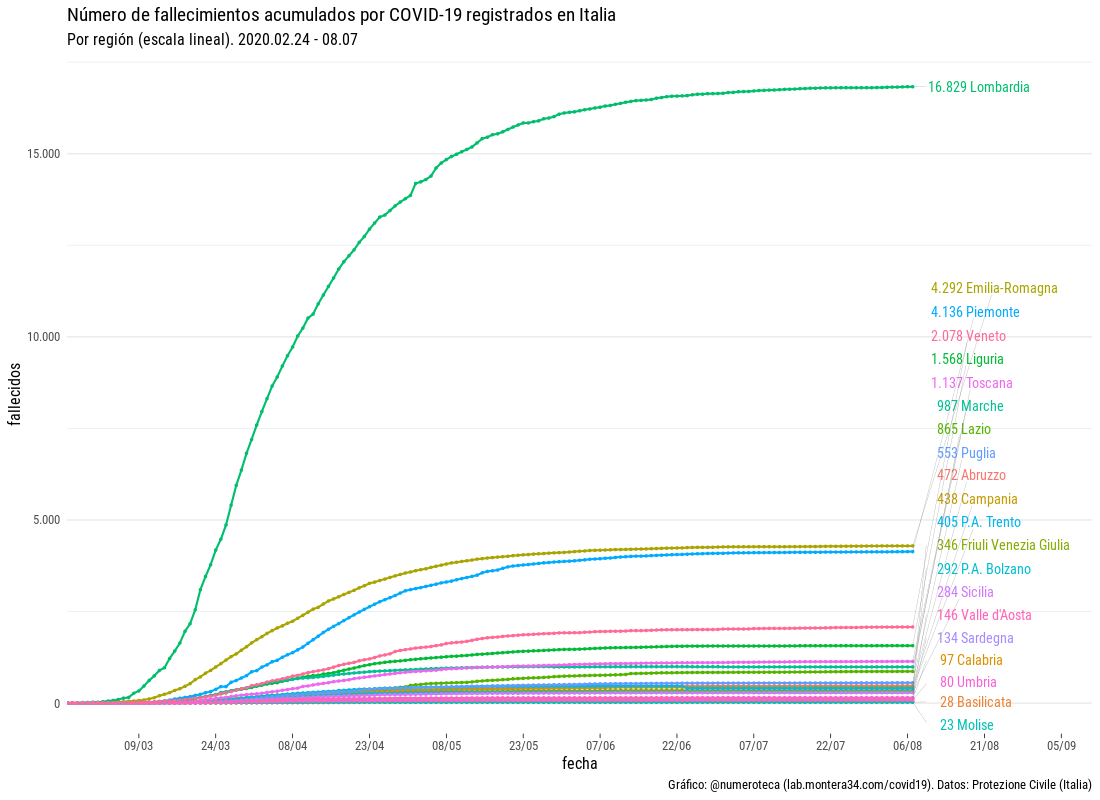 Número de fallecimientos acumulados por COVID-19 registrados en Italia
Por región (escala lineal). 2020.02.24 - 08.07
16.829 Lombardia
15.000
4.292 Emilia-Romagna
4.136 Piemonte
10.000
2.078 Veneto
1.568 Liguria
1.137 Toscana
987 Marche
865 Lazio
553 Puglia
472 Abruzzo
438 Campania
5.000
405 P.A. Trento
346 Friuli Venezia Giulia
292 P.A. Bolzano
284 Sicilia
146 Valle d'Aosta
134 Sardegna
97 Calabria
80 Umbria
0
28 Basilicata
23 Molise
fallecidos
09/03 24/03 08/04 23/04 08/05 23/05 07/06 22/06 07/07 22/07 06/08 21/08 05/09
fecha
Gráfico: @numeroteca (lab.montera34.com/covid19). Datos: Protezione Civile (Italia)